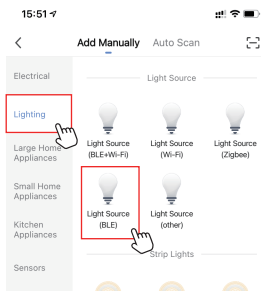 15:51
Add Manually Auto Scan
Electrical
Light Source
Lighting
Light Source
(BLE+Wi-Fi)
Light Source
(Wi-Fi)
Light Source
(Zigbee)
Large Home
Appliances
Small Home
Appliances
Light Source
(BLE)
Light Source
(other)
Kitchen
Appliances
Strip Lights
Sensors